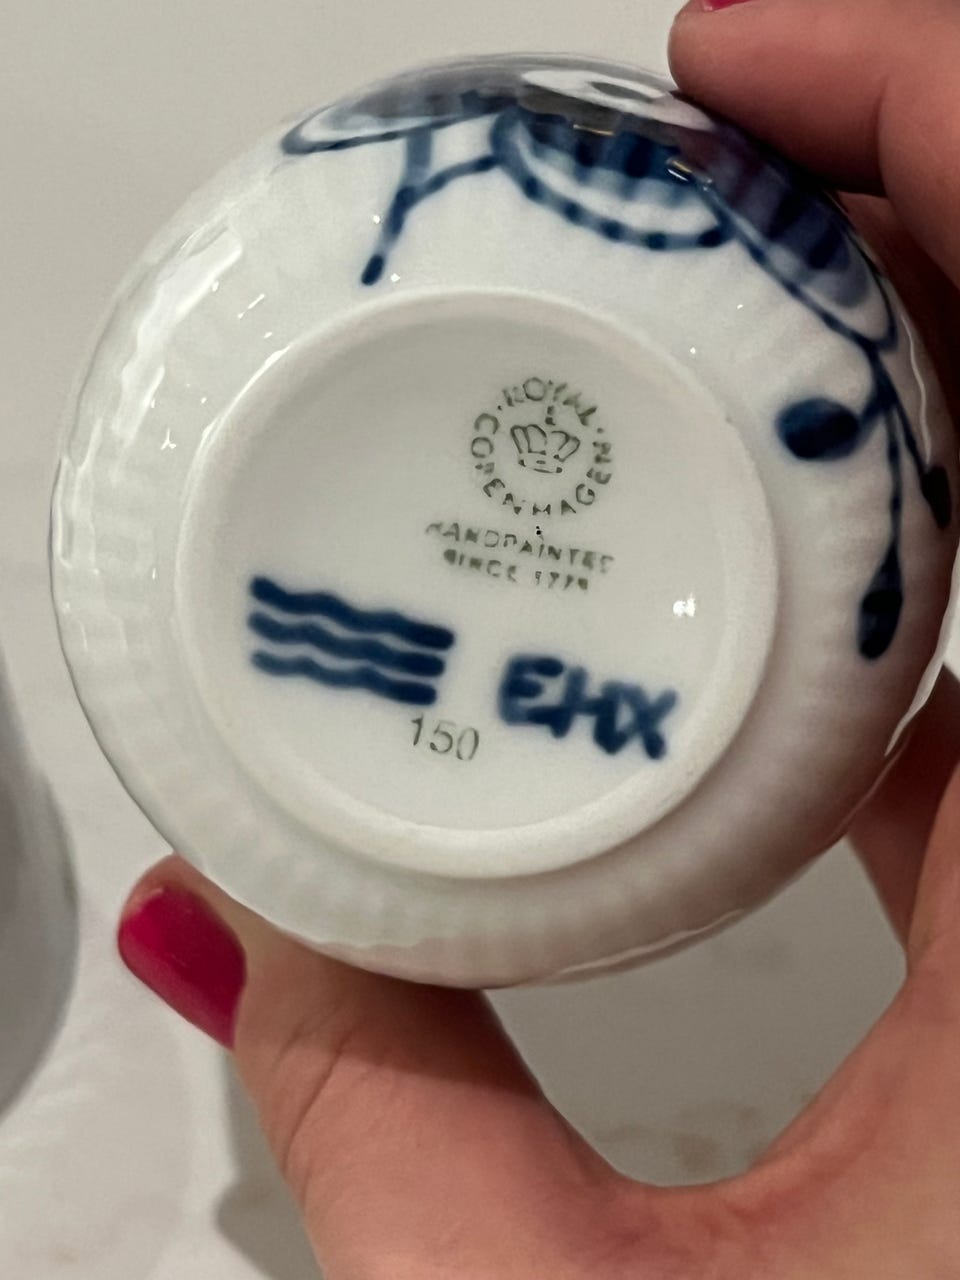 ROYAL
COPENHAGEN
HANDPAINTED
SINCE 1775
EHX
150